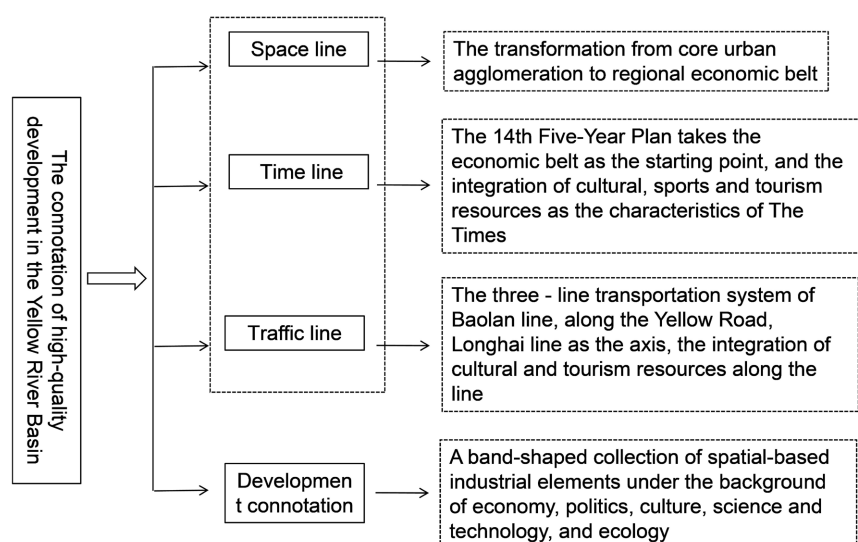 The connotation of high-quality
development in the Yellow River Basin
Space line
The transformation from core urban
agglomeration to regional economic belt
Time line
The 14th Five-Year Plan takes the
economic belt as the starting point, and the
integration of cultural, sports and tourism
resources as the characteristics of The
Times
Traffic line
The three - line transportation system of
Baolan line, along the Yellow Road,
Longhai line as the axis, the integration of
cultural and tourism resources along the
line
Developmen
t connotation
A band-shaped collection of spatial-based
industrial elements under the background
of economy, politics, culture, science and
technology, and ecology